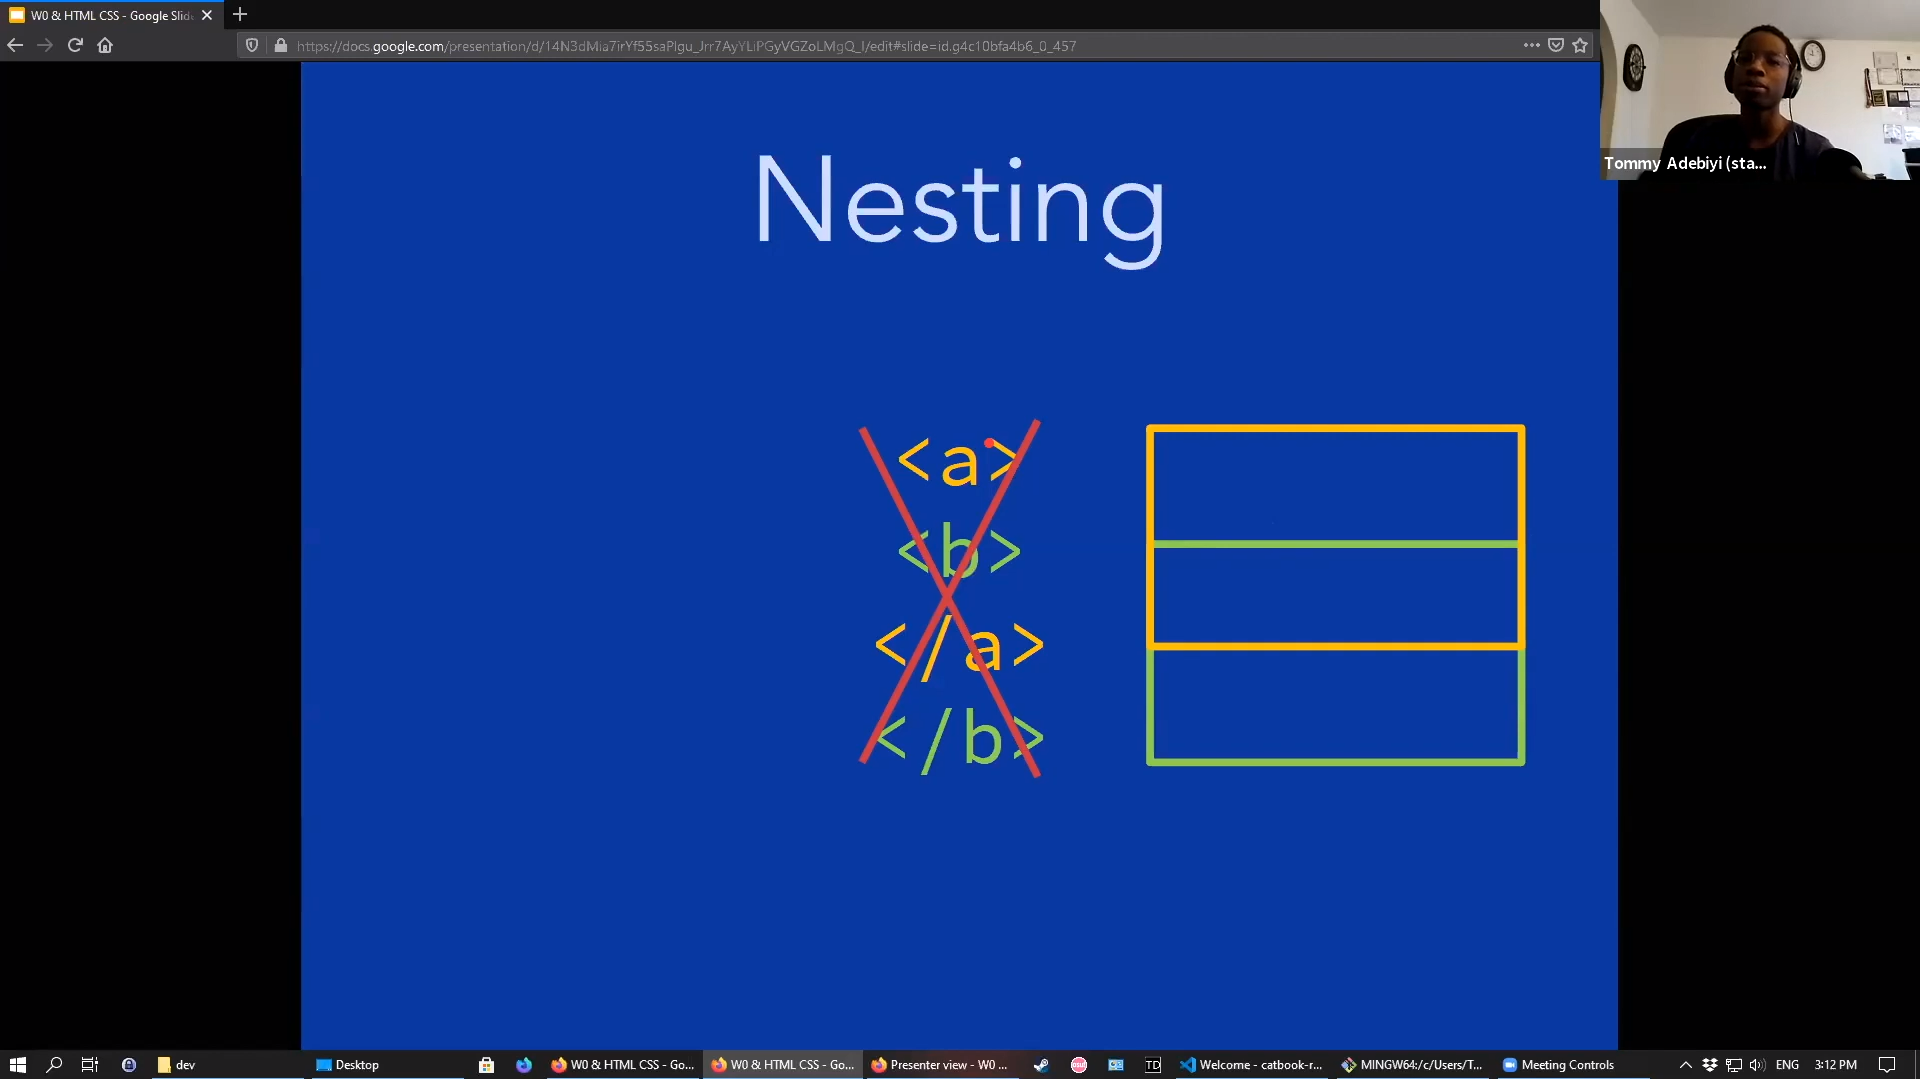 W0 & HTML CSS - Google Slid
https://docs.google.com/presentation/d/14N3dMia7irYf55saPlgu_Jrr7AyYLiPGyVGZoLMgQ_I/edit#slide=id.g4c10bfa4b6_0_457
Tommy Adebiyi (sta...
Nesting
<a>
<b>
</a>
</b>
dev
Desktop
W0 & HTML CSS - Go...
W0 & HTML CSS - Go...
Presenter view - W0 ...
TD
Welcome - catbook-r...
MINGW64:/c/Users/T...
Meeting Controls
ENG
3:12 PM